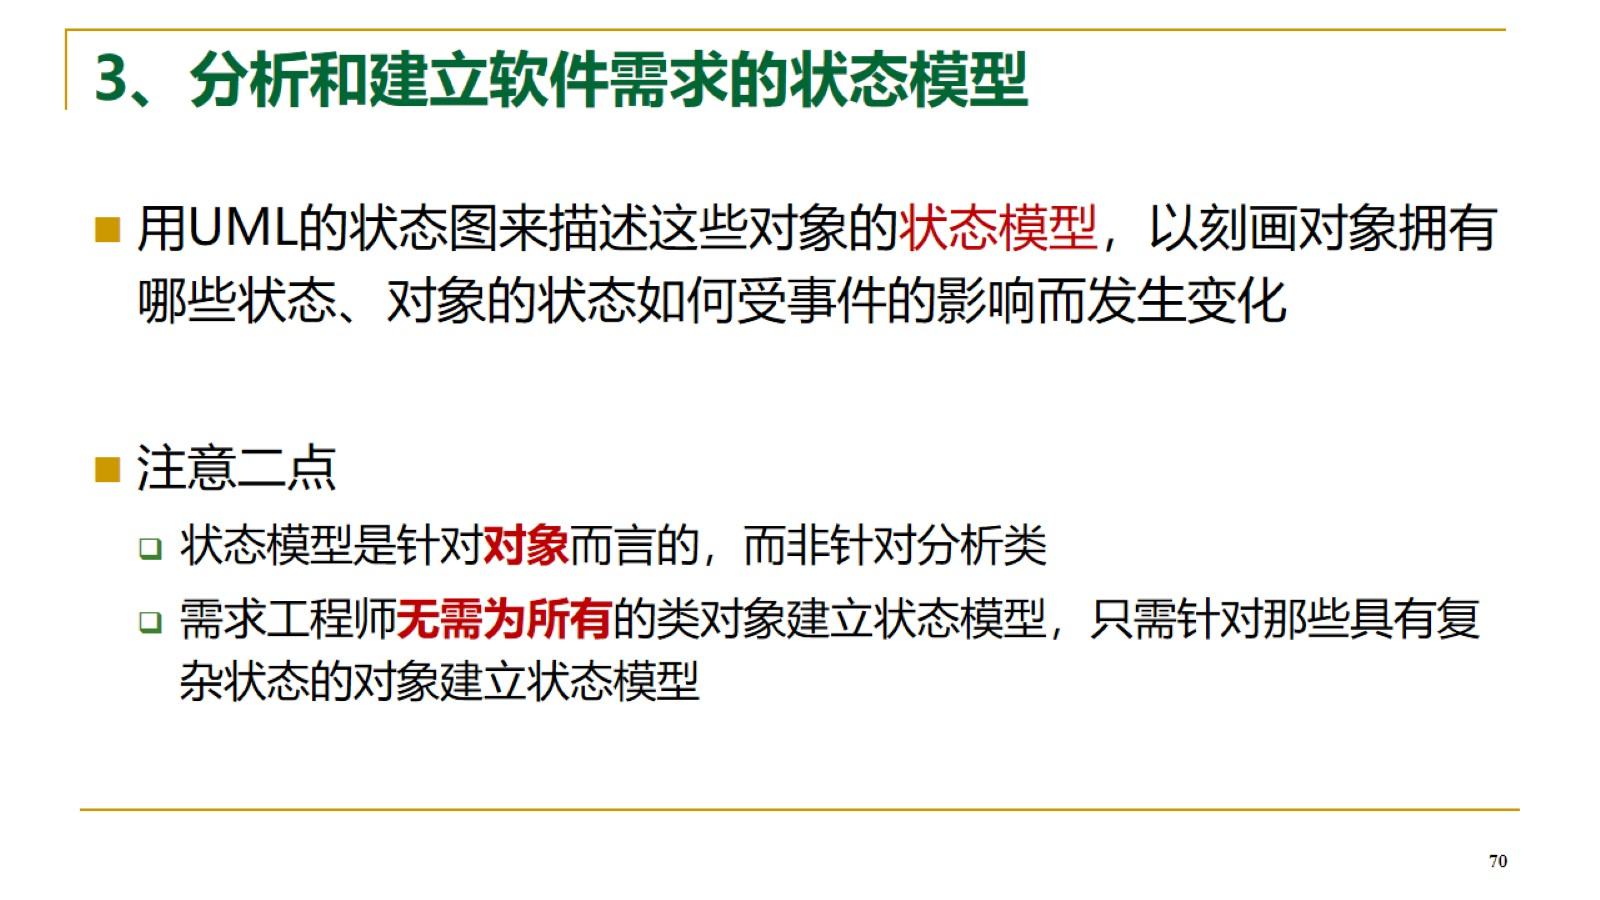 3、分析和建立软件需求的状态模型
用UML的状态图来描述这些对象的状态模型，以刻画对象拥有
哪些状态、对象的状态如何受事件的影响而发生变化
注意二点
状态模型是针对对象而言的，而非针对分析类
需求工程师无需为所有的类对象建立状态模型，只需针对那些具有复
杂状态的对象建立状态模型
70